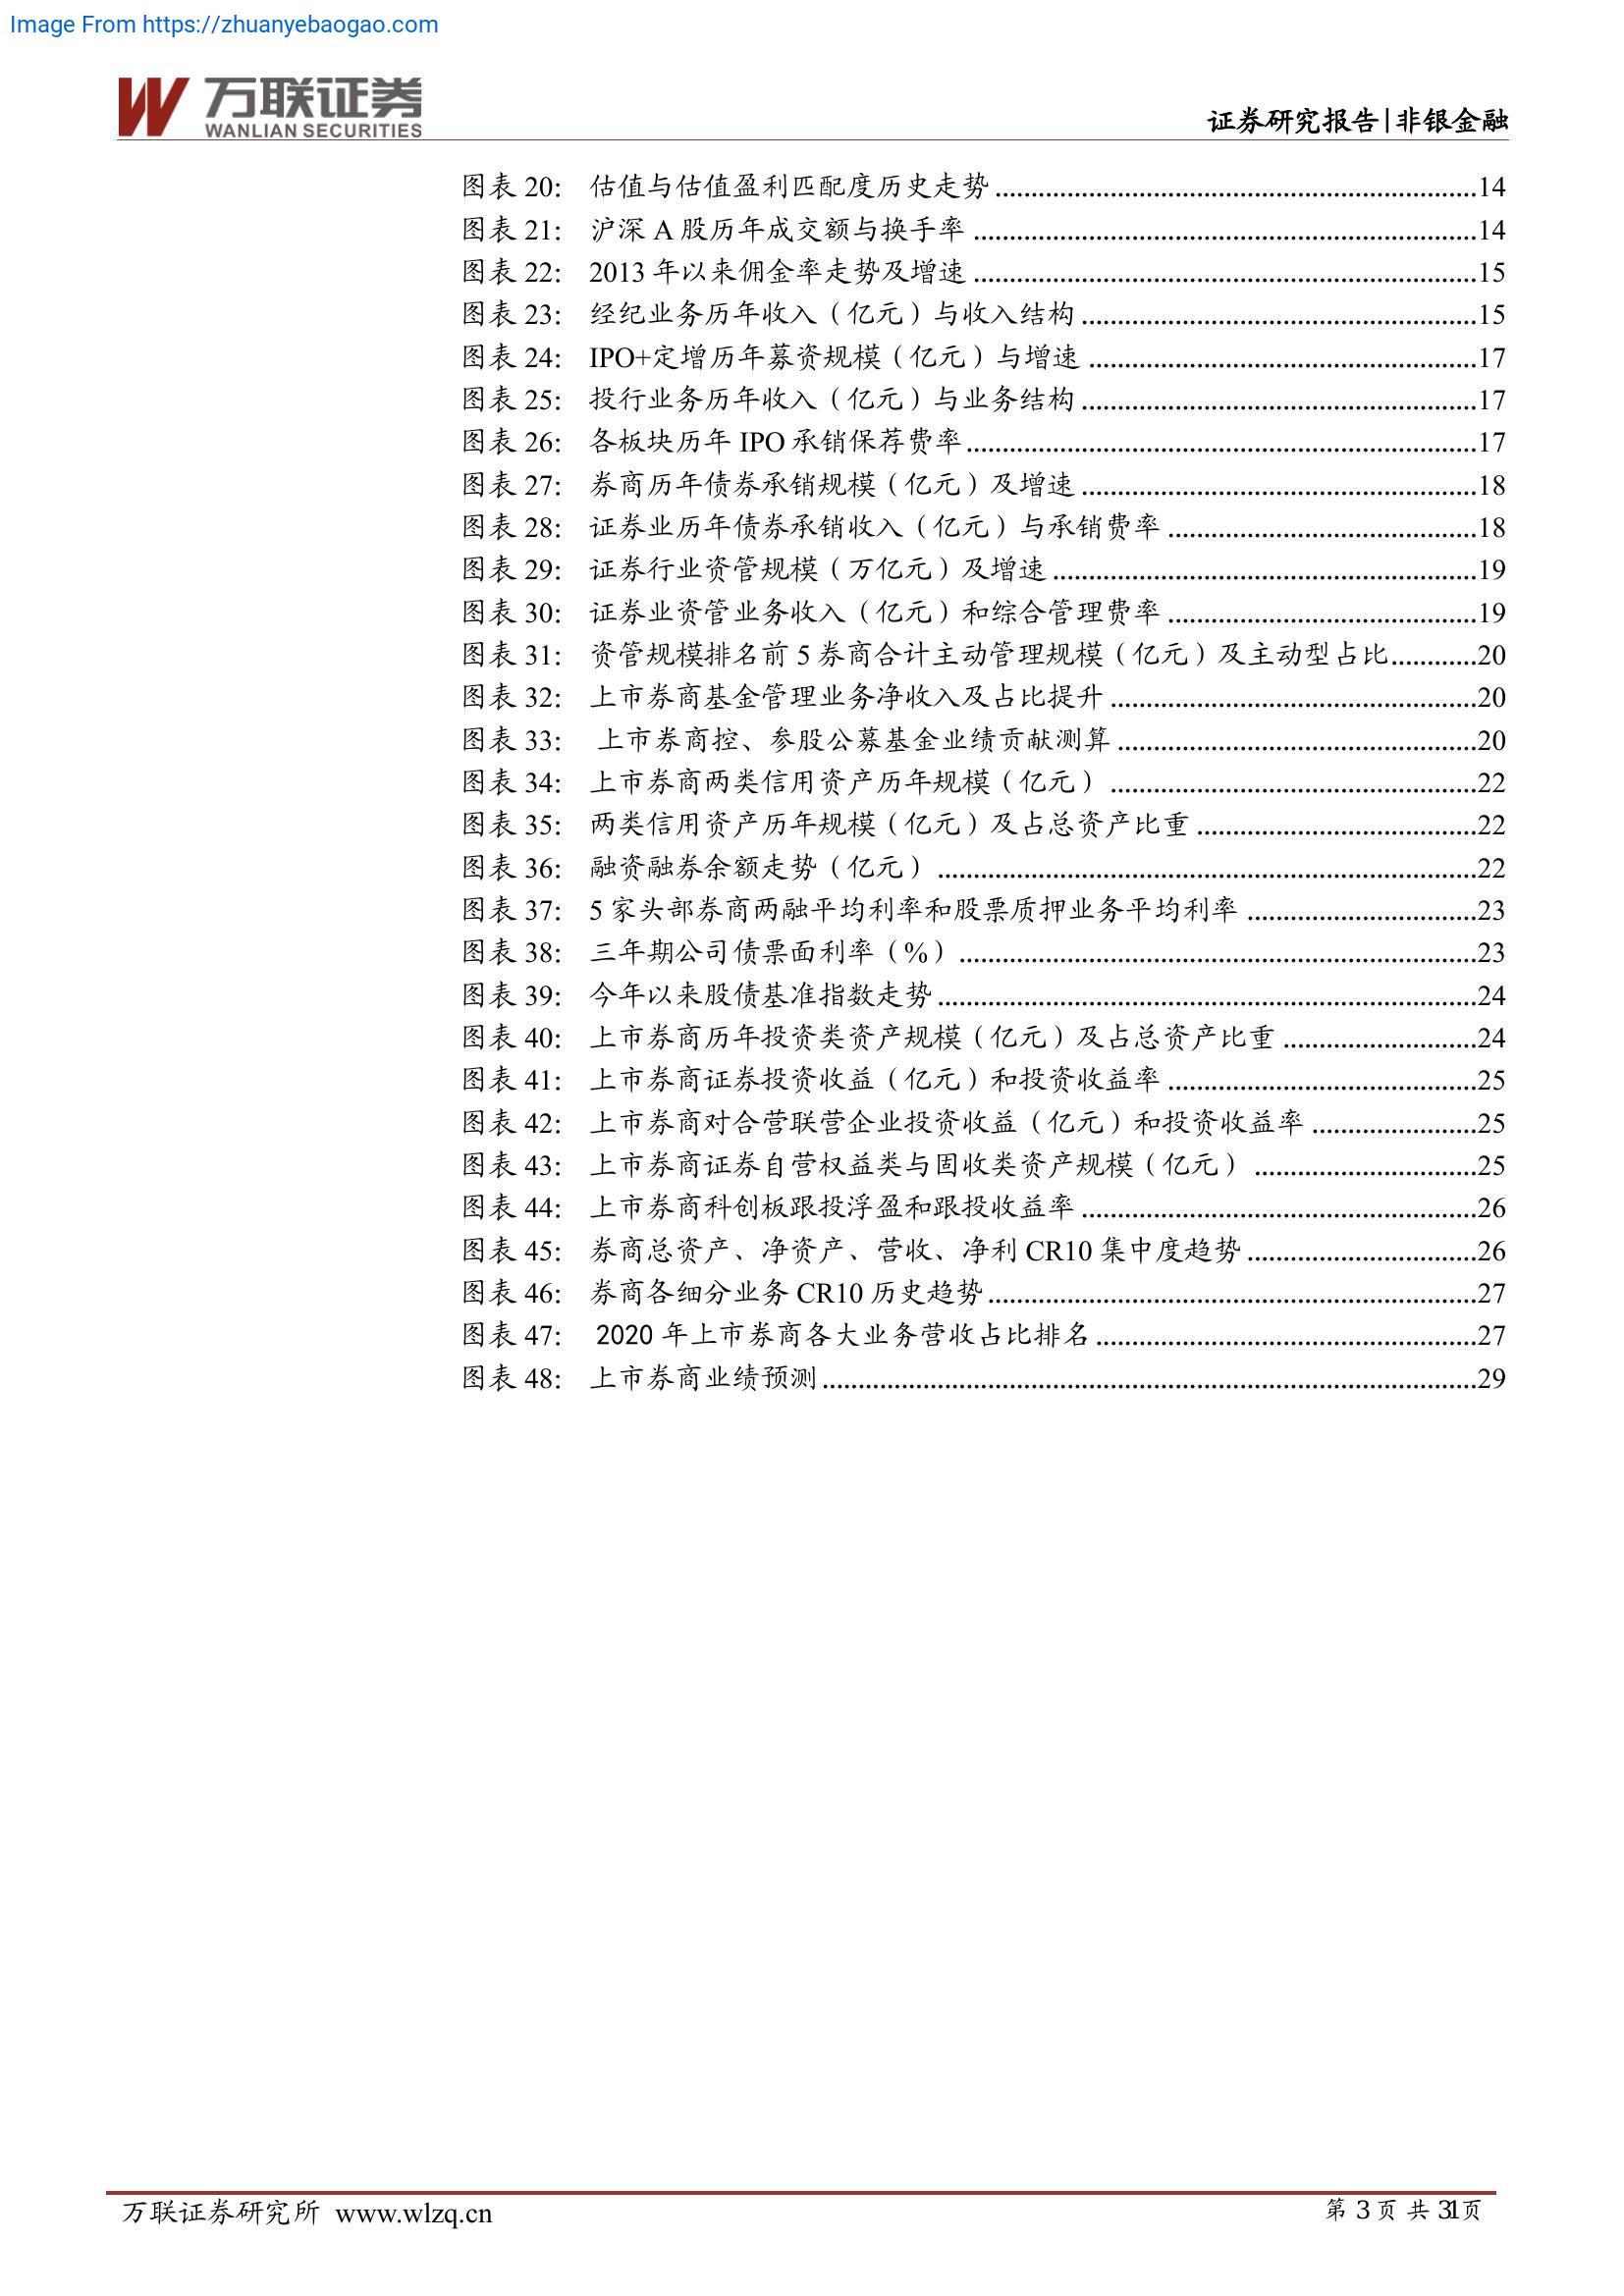 Image From https://zhuanyebaogao.com
万联证券
WANLIAN SECURITIES
证券研究报告|非银金融
图表 20： 估值与估值盈利匹配度历史走势..................................................................14
图表 21： 沪深 A 股历年成交额与换手率.....................................................................14
图表 22： 2013 年以来佣金率走势及增速.....................................................................15
图表 23： 经纪业务历年收入（亿元）与收入结构......................................................15
图表 24： IPO+定增历年募资规模（亿元）与增速.....................................................17
图表 25： 投行业务历年收入（亿元）与业务结构......................................................17
图表 26： 各板块历年 IPO 承销保荐费率......................................................................17
图表 27： 券商历年债券承销规模（亿元）及增速......................................................18
图表 28： 证券业历年债券承销收入（亿元）与承销费率..........................................18
图表 29： 证券行业资管规模（万亿元）及增速..........................................................19
图表 30： 证券业资管业务收入（亿元）和综合管理费率..........................................19
图表 31： 资管规模排名前 5 券商合计主动管理规模（亿元）及主动型占比............20
图表 32： 上市券商基金管理业务净收入及占比提升..................................................20
图表 33： 上市券商控、参股公募基金业绩贡献测算.................................................20
图表 34： 上市券商两类信用资产历年规模（亿元）..................................................22
图表 35： 两类信用资产历年规模（亿元）及占总资产比重......................................22
图表 36： 融资融券余额走势（亿元）..........................................................................22
图表 37： 5 家头部券商两融平均利率和股票质押业务平均利率................................23
图表 38： 三年期公司债票面利率（%）.......................................................................23
图表 39： 今年以来股债基准指数走势..........................................................................24
图表 40： 上市券商历年投资类资产规模（亿元）及占总资产比重..........................24
图表 41： 上市券商证券投资收益（亿元）和投资收益率..........................................25
图表 42： 上市券商对合营联营企业投资收益（亿元）和投资收益率......................25
图表 43： 上市券商证券自营权益类与固收类资产规模（亿元）..............................25
图表 44： 上市券商科创板跟投浮盈和跟投收益率......................................................26
图表 45： 券商总资产、净资产、营收、净利 CR10 集中度趋势................................26
图表 46： 券商各细分业务 CR10 历史趋势...................................................................27
图表 47： 2020 年上市券商各大业务营收占比排名....................................................27
图表 48： 上市券商业绩预测..........................................................................................29
万联证券研究所 www.wlzq.cn
第 3 页 共 31页